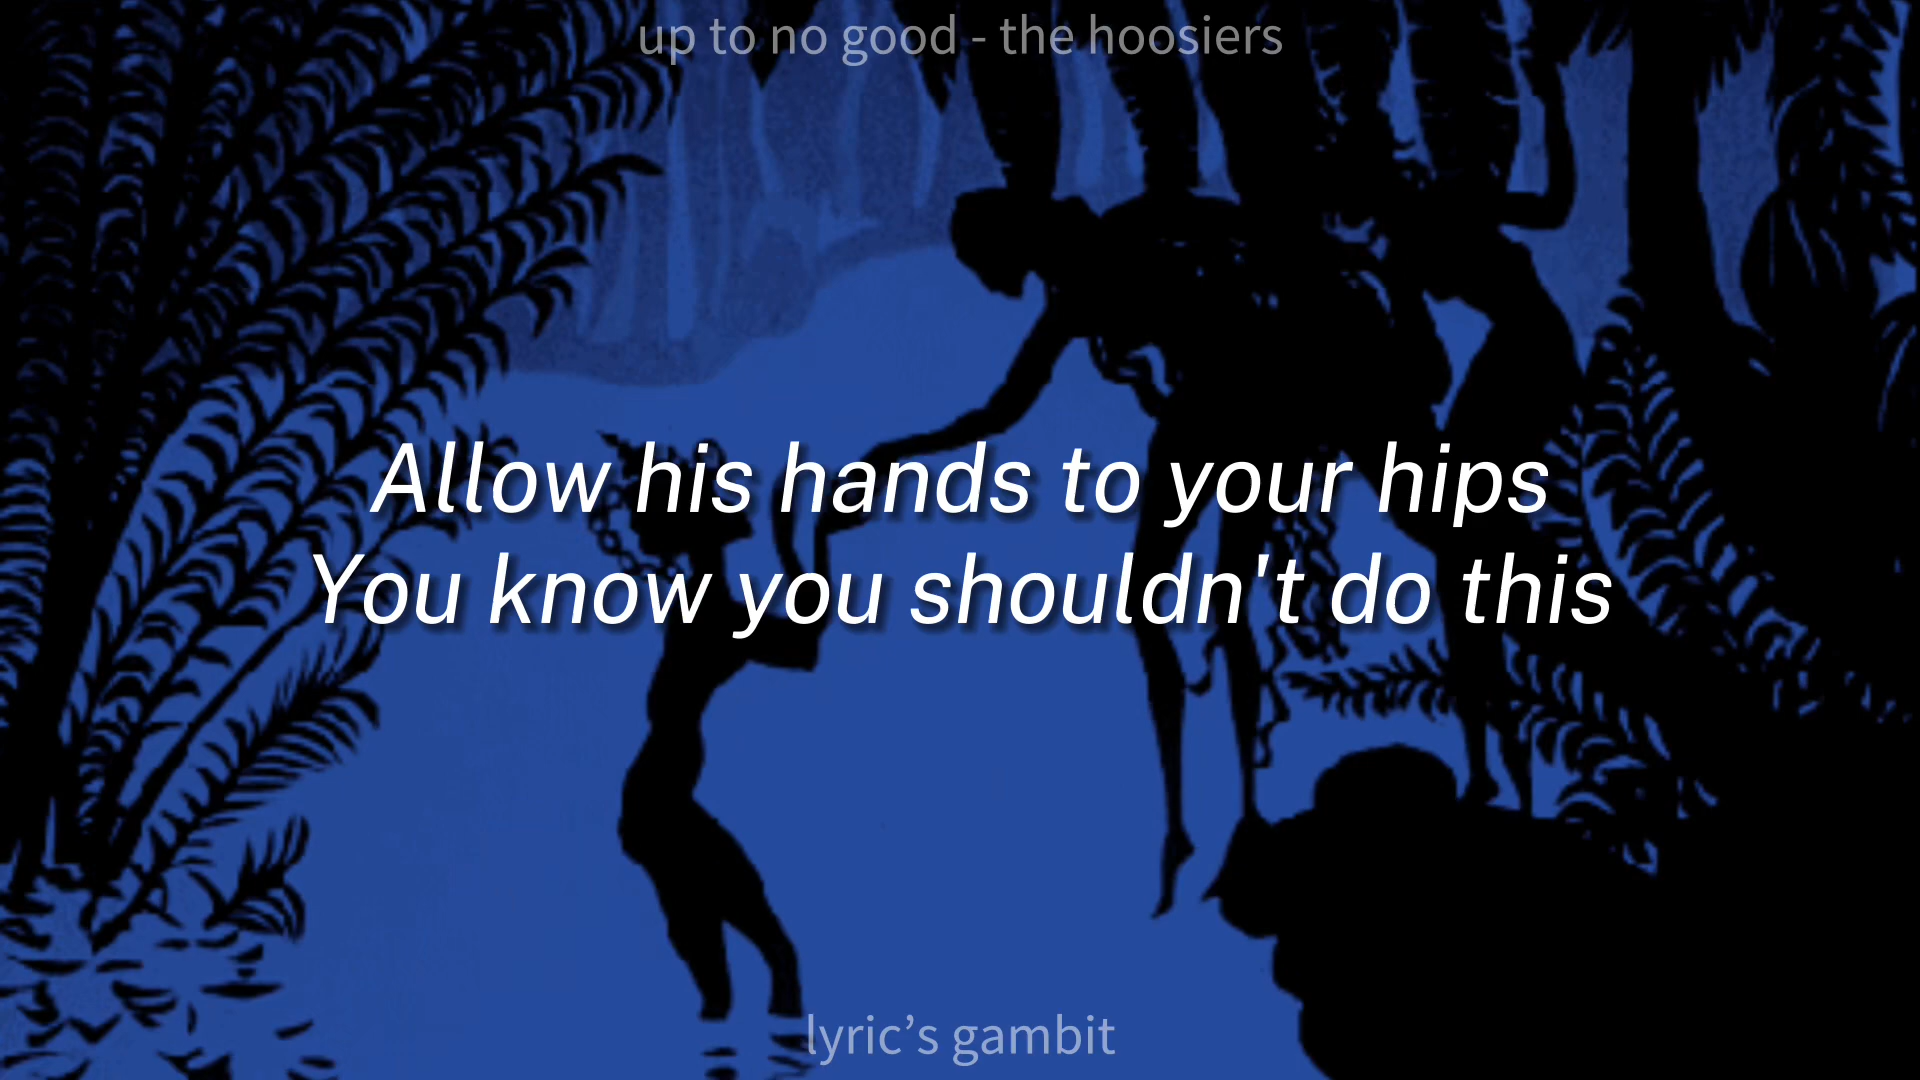 up to no good - the hoosiers
Allow his hands to your hips
You know you shouldn't do this
lyric’s gambit